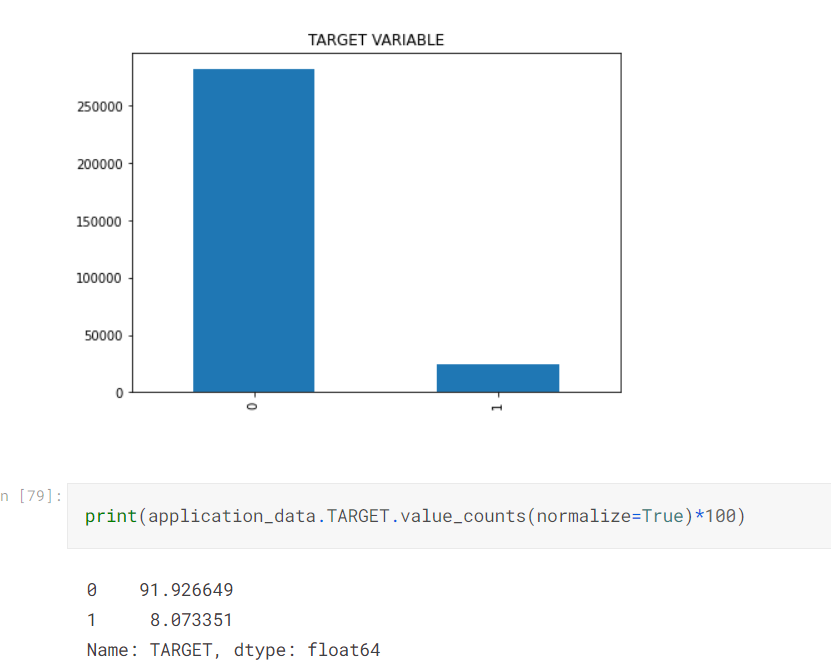 TARGET VARIABLE
250000
200000
150000
100000
50000
0
0
1
n [79]:
print(application_data.TARGET.value_counts(normalize=True)*100)
0    91.926649
1     8.073351
Name: TARGET, dtype: float64